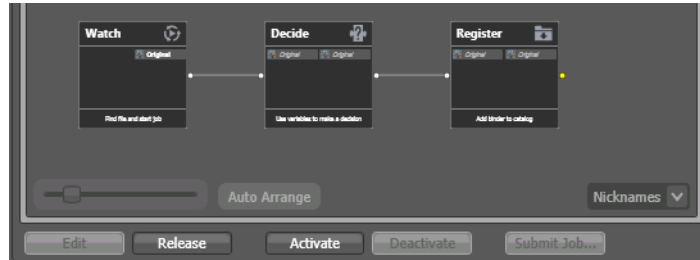 Watch
Decide
Register
Original
Original
Original
Original
Original
Find file and start job
Use variables to make a decision
Add binder to catalog
Auto Arrange
Nicknames
Edit
Release
Activate
Deactivate
Submit Job...